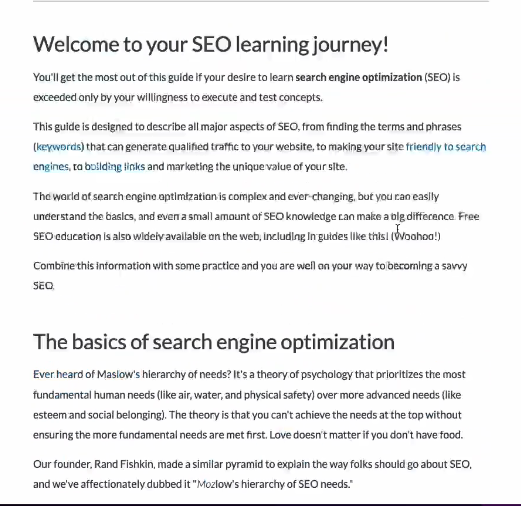 Welcome to your SEO learning journey!
You'll get the most out of this guide if your desire to learn search engine optimization (SEO) is
exceeded only by your willingness to execute and test concepts.
This guide is designed to describe all major aspects of SEO, from finding the terms and phrases
(keywords) that can generate qualified traffic to your website, to making your site friendly to search
engines, to building links and marketing the unique value of your site.
The world of search engine optimization is complex and ever-changing, but you can easily
understand the basics, and even a small amount of SEO knowledge can make a big difference. Free
SEO education is also widely available on the web, including in guides like this! (Woohoo!)
Combine this information with some practice and you are well on your way to becoming a savvy
SEO.
The basics of search engine optimization
Ever heard of Maslow's hierarchy of needs? It's a theory of psychology that prioritizes the most
fundamental human needs (like air, water, and physical safety) over more advanced needs (like
esteem and social belonging). The theory is that you can't achieve the needs at the top without
ensuring the more fundamental needs are met first. Love doesn't matter if you don't have food.
Our founder, Rand Fishkin, made a similar pyramid to explain the way folks should go about SEO,
and we've affectionately dubbed it "Mozlow's hierarchy of SEO needs."